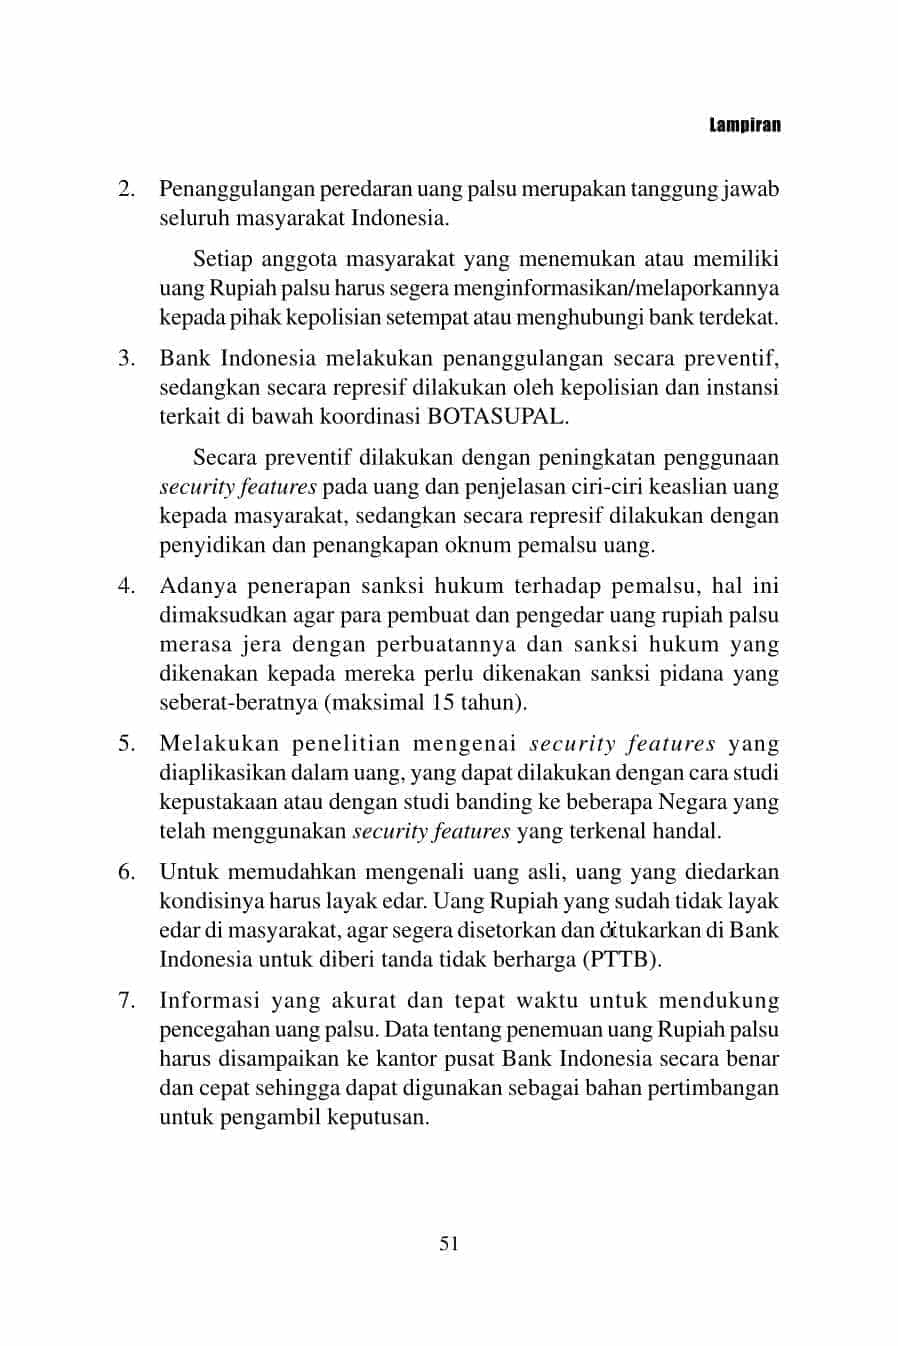 Lampiran
2. Penanggulangan peredaran uang palsu merupakan tanggung jawab
seluruh masyarakat Indonesia.
Setiap anggota masyarakat yang menemukan atau memiliki
uang Rupiah palsu harus segera menginformasikan/melaporkannya
kepada pihak kepolisian setempat atau menghubungi bank terdekat.
3. Bank Indonesia melakukan penanggulangan secara preventif,
sedangkan secara represif dilakukan oleh kepolisian dan instansi
terkait di bawah koordinasi BOTASUPAL.
Secara preventif dilakukan dengan peningkatan penggunaan
security features pada uang dan penjelasan ciri-ciri keaslian uang
kepada masyarakat, sedangkan secara represif dilakukan dengan
penyidikan dan penangkapan oknum pemalsu uang.
4. Adanya penerapan sanksi hukum terhadap pemalsu, hal ini
dimaksudkan agar para pembuat dan pengedar uang rupiah palsu
merasa jera dengan perbuatannya dan sanksi hukum yang
dikenakan kepada mereka perlu dikenakan sanksi pidana yang
seberat-beratnya (maksimal 15 tahun).
5. Melakukan penelitian mengenai security features yang
diaplikasikan dalam uang, yang dapat dilakukan dengan cara studi
kepustakaan atau dengan studi banding ke beberapa Negara yang
telah menggunakan security features yang terkenal handal.
6. Untuk memudahkan mengenali uang asli, uang yang diedarkan
kondisinya harus layak edar. Uang Rupiah yang sudah tidak layak
edar di masyarakat, agar segera disetorkan dan ditukarkan di Bank
Indonesia untuk diberi tanda tidak berharga (PTTB).
7. Informasi yang akurat dan tepat waktu untuk mendukung
pencegahan uang palsu. Data tentang penemuan uang Rupiah palsu
harus disampaikan ke kantor pusat Bank Indonesia secara benar
dan cepat sehingga dapat digunakan sebagai bahan pertimbangan
untuk pengambil keputusan.
51